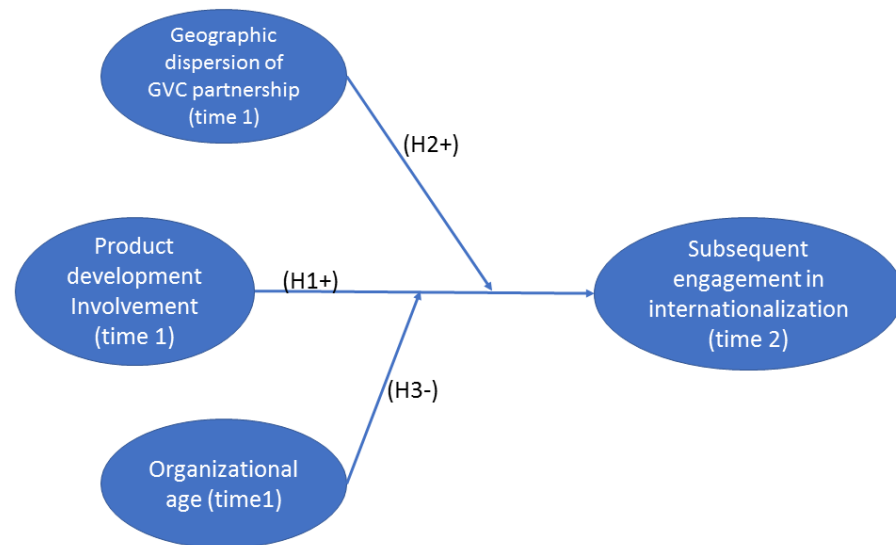 Geographic
dispersion of
GVC partnership
(time 1)
(H2+)
Product
development
Involvement
(time 1)
(H1+)
Subsequent
engagement in
internationalization
(time 2)
(H3-)
Organizational
age (time1)